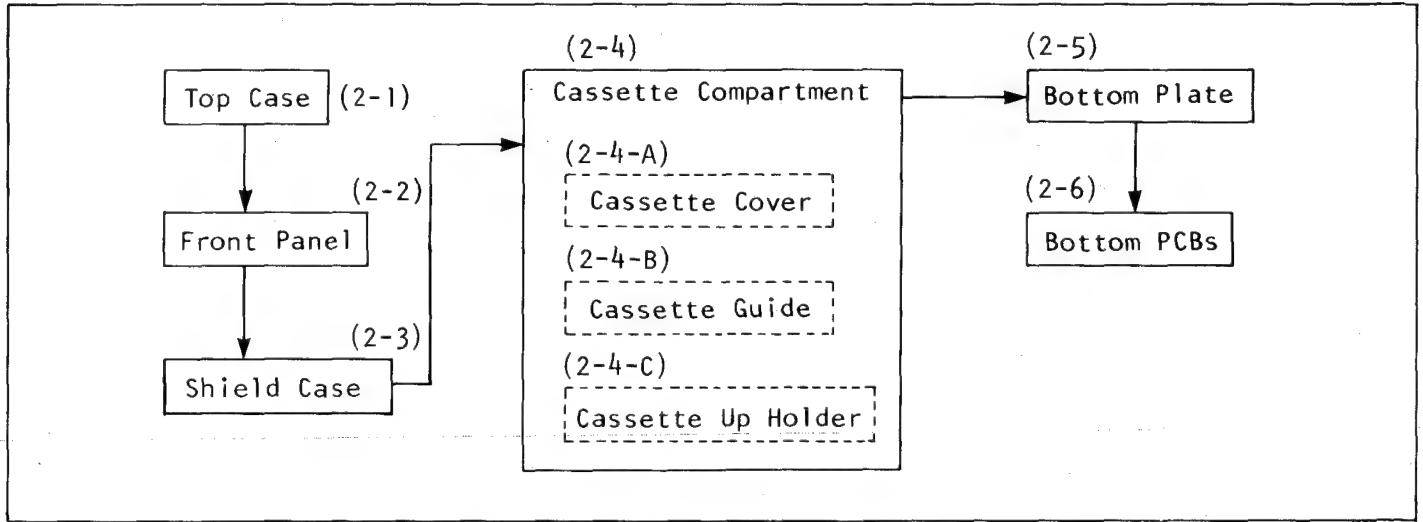 Top Case (2-1)
(2-2)
Front Panel
(2-3)
Shield Case
(2-4)
Cassette Compartment
(2-4-A)
Cassette Cover
(2-4-B)
Cassette Guide
(2-4-C)
Cassette Up Holder
(2-5)
Bottom Plate
(2-6)
Bottom PCBs